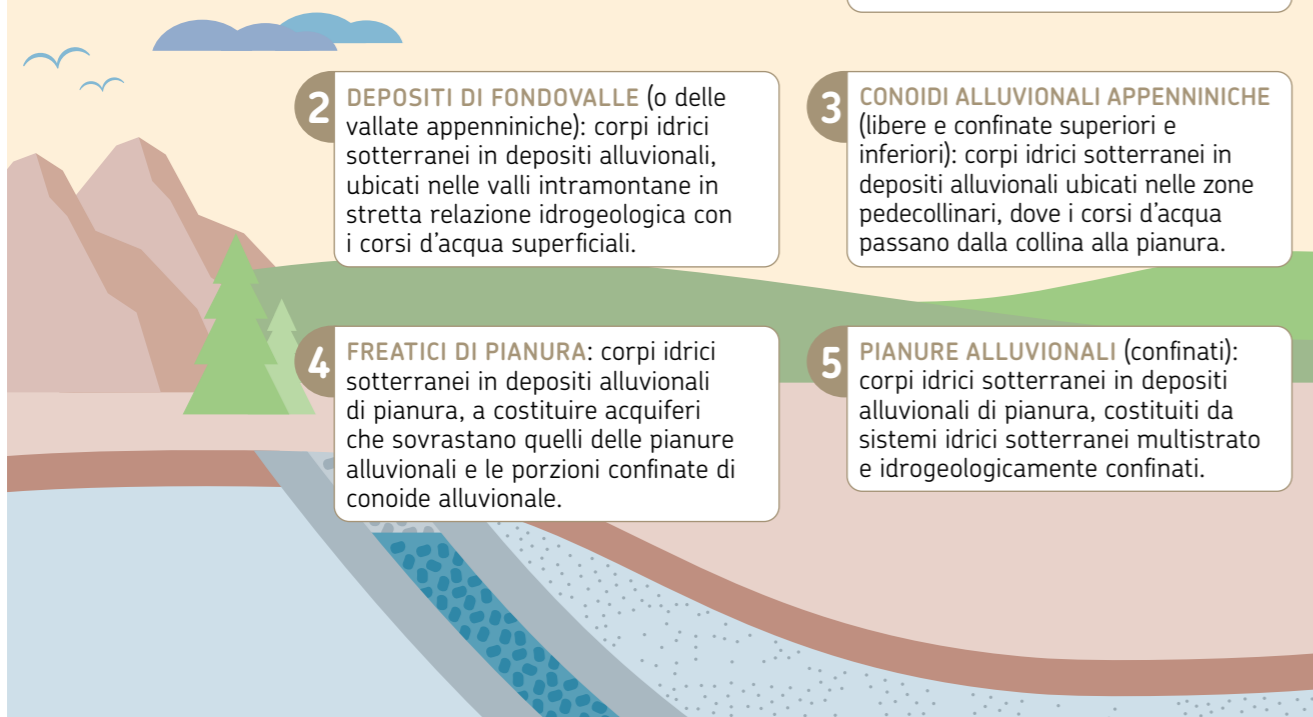 2
DEPOSITI DI FONDOVALLE (o delle
vallate appenniniche): corpi idrici
sotterranei in depositi alluvionali,
ubicati nelle valli intramontane in
stretta relazione idrogeologica con
i corsi d'acqua superficiali.
3
CONOIDI ALLUVIONALI APPENNINICHE
(libere e confinate superiori e
inferiori): corpi idrici sotterranei in
depositi alluvionali ubicati nelle zone
pedecollinari, dove i corsi d'acqua
passano dalla collina alla pianura.
4
FREATICI DI PIANURA: corpi idrici
sotterranei in depositi alluvionali
di pianura, a costituire acquiferi
che sovrastano quelli delle pianure
alluvionali e le porzioni confinate di
conoide alluvionale.
5
PIANURE ALLUVIONALI (confinati):
corpi idrici sotterranei in depositi
alluvionali di pianura, costituiti da
sistemi idrici sotterranei multistrato
e idrogeologicamente confinati.